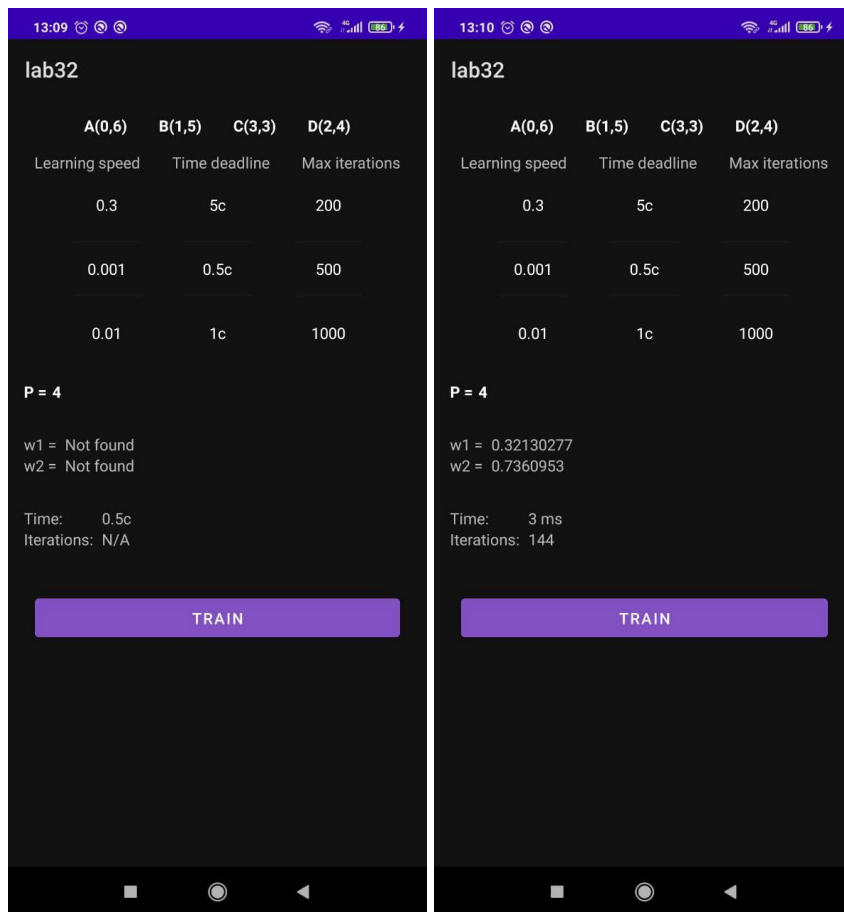 13:09
4G
86
lab32
A(0,6) B(1,5) C(3,3) D(2,4)
Learning speed Time deadline Max iterations
0.3 5c 200
0.001 0.5c 500
0.01 1c 1000
P = 4
w1 = Not found
w2 = Not found
Time: 0.5c
Iterations: N/A
TRAIN
13:10
4G
86
lab32
A(0,6) B(1,5) C(3,3) D(2,4)
Learning speed Time deadline Max iterations
0.3 5c 200
0.001 0.5c 500
0.01 1c 1000
P = 4
w1 = 0.32130277
w2 = 0.7360953
Time: 3 ms
Iterations: 144
TRAIN